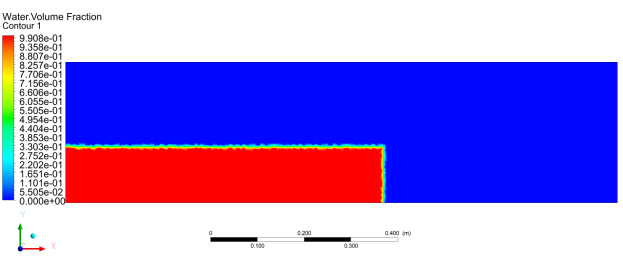 Water.Volume Fraction
Contour 1
9.908e-01
9.358e-01
8.807e-01
8.257e-01
7.706e-01
7.156e-01
6.606e-01
6.055e-01
5.505e-01
4.954e-01
4.404e-01
3.853e-01
3.303e-01
2.752e-01
2.202e-01
1.651e-01
1.101e-01
5.505e-02
0.000e+00
Y
X
0 0.200 0.400 (m)
0.100 0.300